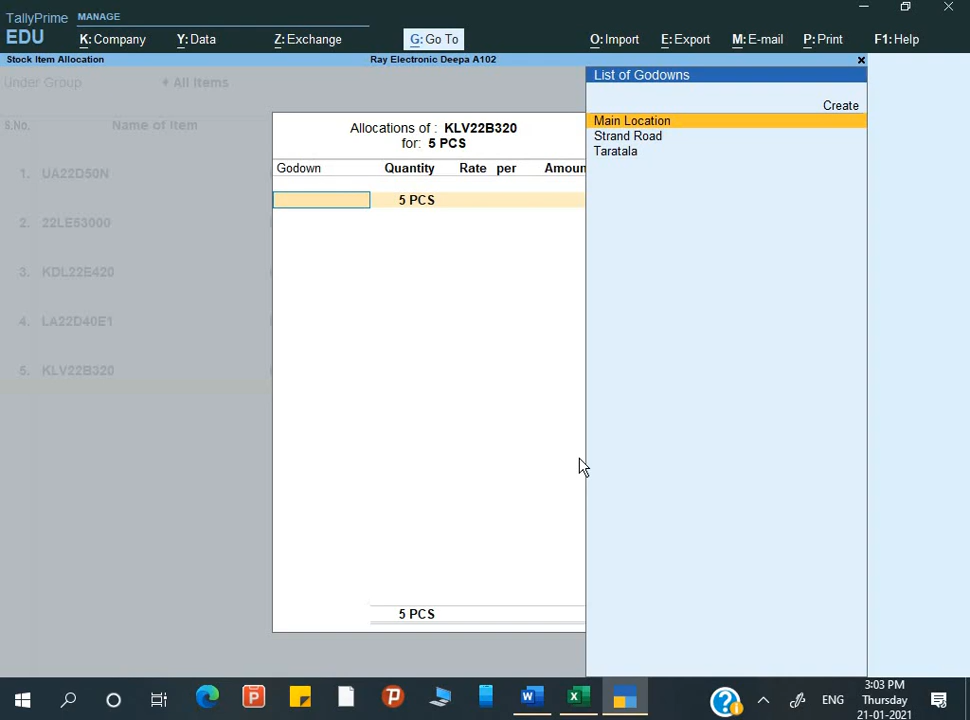 TallyPrime MANAGE
EDU
K: Company Y: Data Z: Exchange G: Go To O: Import E: Export M: E-mail P: Print F1: Help
Stock Item Allocation Ray Electronic Deepa A102
Under Group ♦ All Items
S.No. Name of Item
1. UA22D50N
2. 22LE53000
3. KDL22E420
4. LA22D40E1
5. KLV22B320
Allocations of : KLV22B320
for: 5 PCS
Godown Quantity Rate per Amoun
5 PCS
5 PCS
List of Godowns
Create
Main Location
Strand Road
Taratala
ENG
3:03 PM
Thursday
21-01-2021